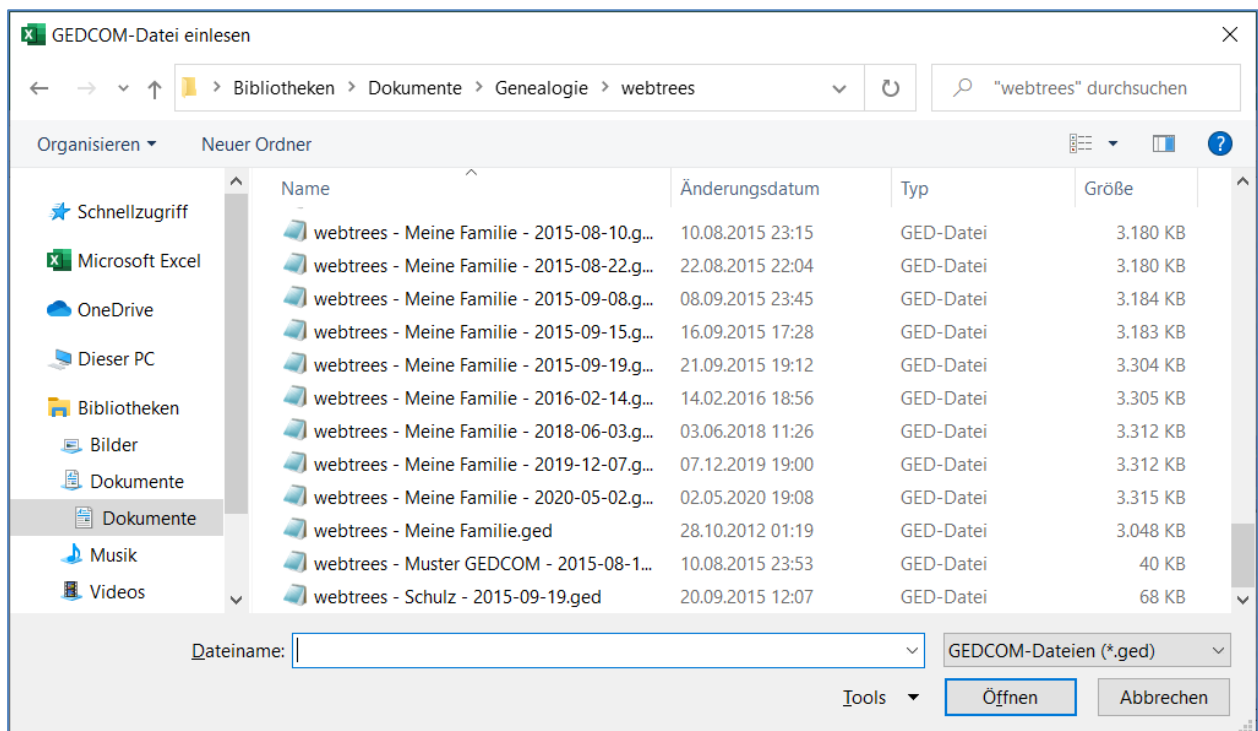 GEDCOM-Datei einlesen
Bibliotheken > Dokumente > Genealogie > webtrees
"webtrees" durchsuchen
Organisieren
Neuer Ordner
Schnellzugriff
Microsoft Excel
OneDrive
Dieser PC
Bibliotheken
Bilder
Dokumente
Dokumente
Musik
Videos
Name Änderungsdatum Typ Größe
webtrees - Meine Familie - 2015-08-10.g... 10.08.2015 23:15 GED-Datei 3.180 KB
webtrees - Meine Familie - 2015-08-22.g... 22.08.2015 22:04 GED-Datei 3.180 KB
webtrees - Meine Familie - 2015-09-08.g... 08.09.2015 23:45 GED-Datei 3.184 KB
webtrees - Meine Familie - 2015-09-15.g... 16.09.2015 17:28 GED-Datei 3.183 KB
webtrees - Meine Familie - 2015-09-19.g... 21.09.2015 19:12 GED-Datei 3.304 KB
webtrees - Meine Familie - 2016-02-14.g... 14.02.2016 18:56 GED-Datei 3.305 KB
webtrees - Meine Familie - 2018-06-03.g... 03.06.2018 11:26 GED-Datei 3.312 KB
webtrees - Meine Familie - 2019-12-07.g... 07.12.2019 19:00 GED-Datei 3.312 KB
webtrees - Meine Familie - 2020-05-02.g... 02.05.2020 19:08 GED-Datei 3.315 KB
webtrees - Meine Familie.ged 28.10.2012 01:19 GED-Datei 3.048 KB
webtrees - Muster GEDCOM - 2015-08-1... 10.08.2015 23:53 GED-Datei 40 KB
webtrees - Schulz - 2015-09-19.ged 20.09.2015 12:07 GED-Datei 68 KB
Dateiname:
GEDCOM-Dateien (*.ged)
Tools
Öffnen
Abbrechen